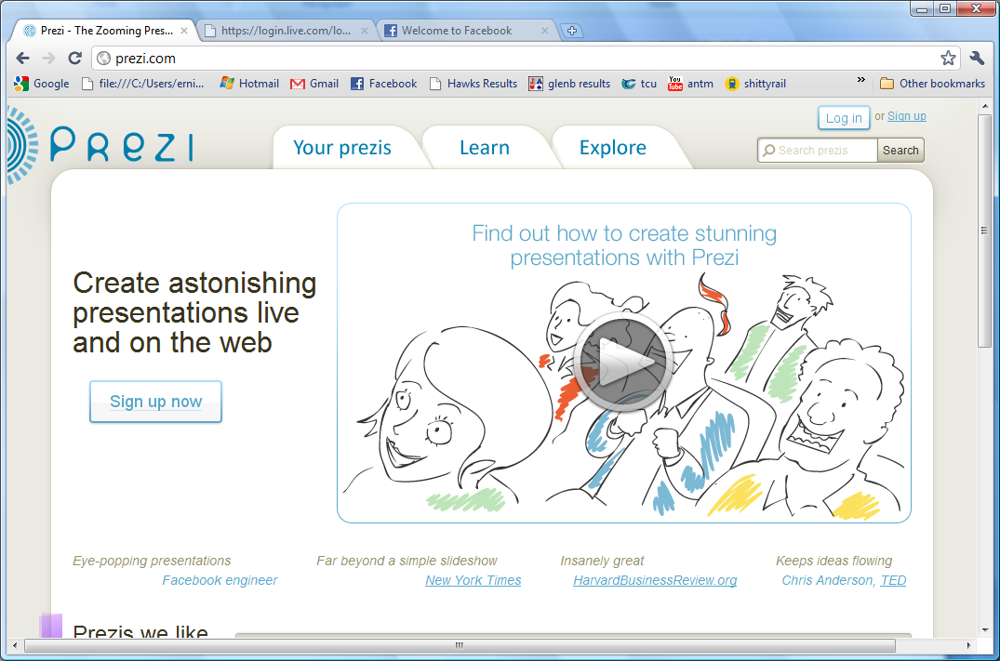 Prezi - The Zooming Pres...
https://login.live.com/lo...
Welcome to Facebook
prezi.com
Google
file:///C:/Users/erni...
Hotmail
Gmail
Facebook
Hawks Results
glenb results
tcu
You Tube
antm
shittyrail
»
Other bookmarks
PREZI
Your prezis
Learn
Explore
Log in or Sign up
Search prezis
Search
Find out how to create stunning
presentations with Prezi
Create astonishing
presentations live
and on the web
Sign up now
Eye-popping presentations
Facebook engineer
Far beyond a simple slideshow
New York Times
Insanely great
HarvardBusinessReview.org
Keeps ideas flowing
Chris Anderson, TED
Prezis we like